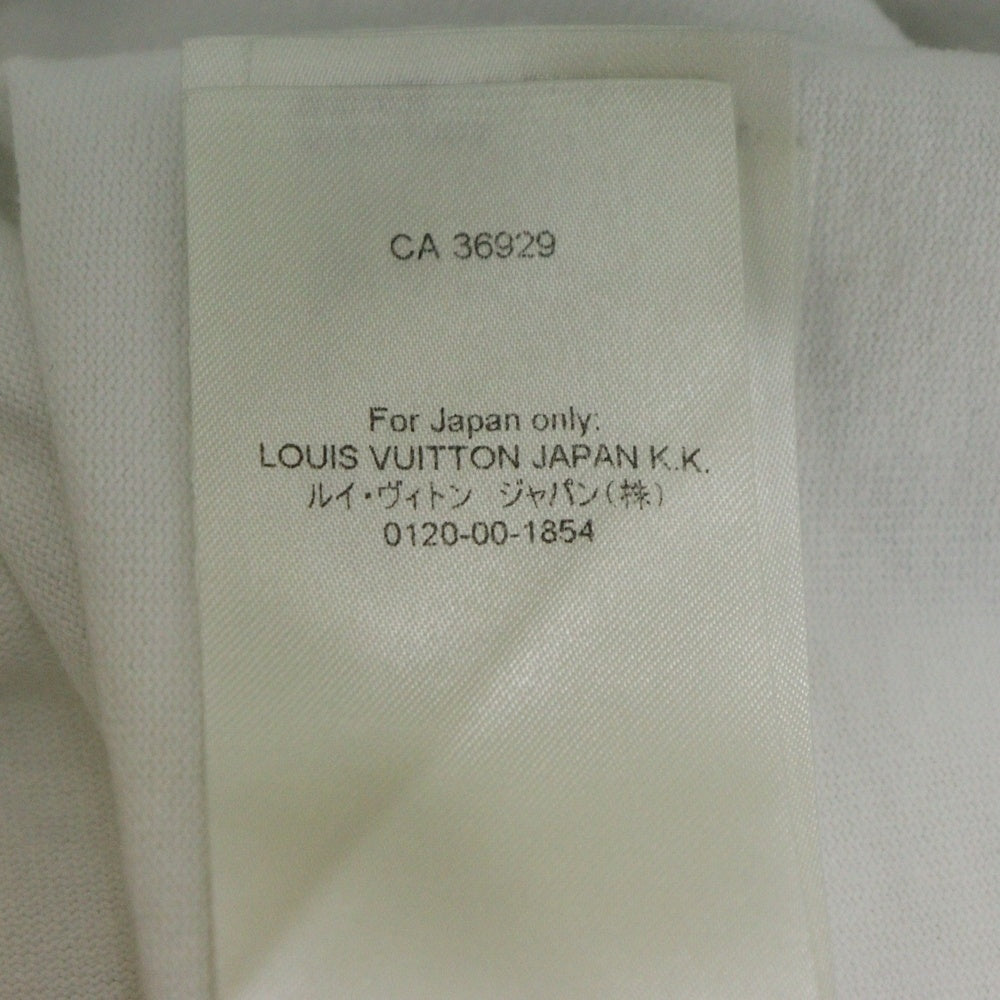 CA 36929
For Japan only:
LOUIS VUITTON JAPAN K.K.
ルイ・ヴィトン　ジャパン(株)
0120-00-1854